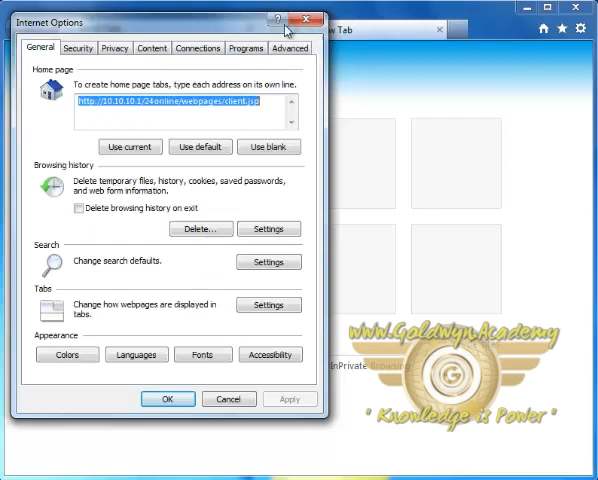 Internet Options
w Tab
General Security Privacy Content Connections Programs Advanced
Home page
To create home page tabs, type each address on its own line.
http://10.10.10.1/24online/webpages/client.jsp
Use current Use default Use blank
Browsing history
Delete temporary files, history, cookies, saved passwords,
and web form information.
Delete browsing history on exit
Delete... Settings
Search
Change search defaults.
Settings
Tabs
Change how webpages are displayed in
tabs.
Settings
Appearance
Colors Languages Fonts Accessibility
OK Cancel Apply
www.GoldwynAcademy
InPrivate Browsing
G
" Knowledge is Power "